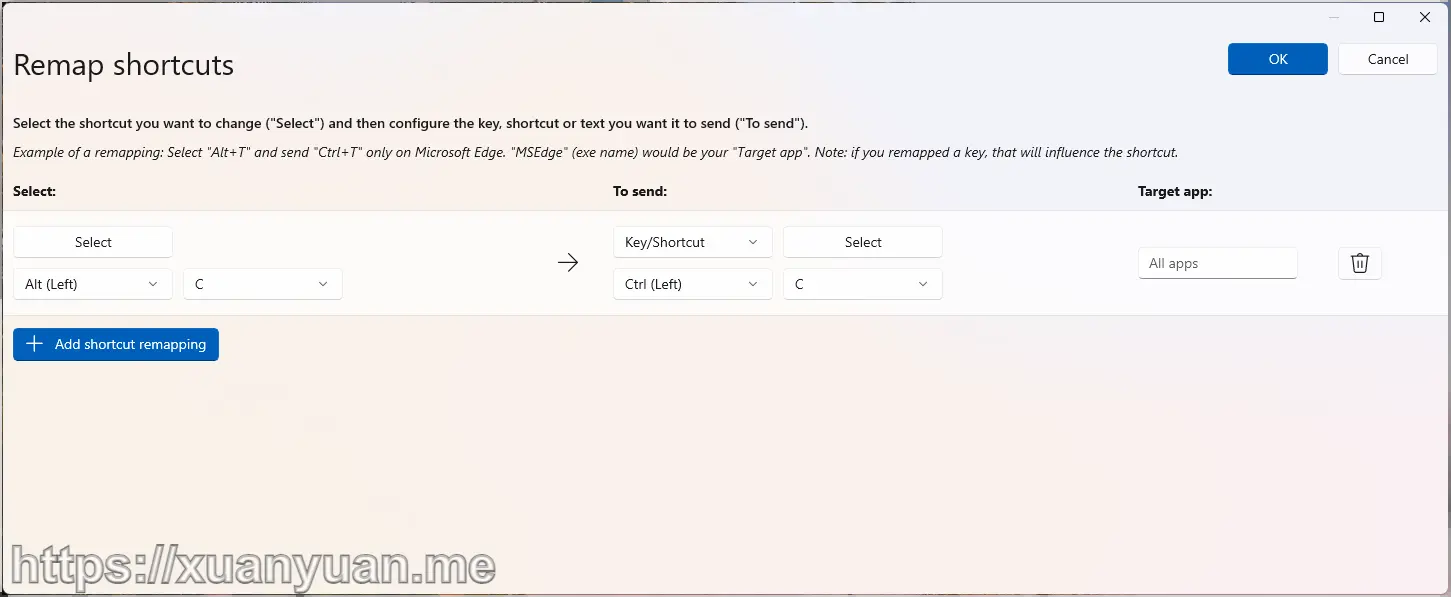 Remap shortcuts
OK
Cancel
Select the shortcut you want to change ("Select") and then configure the key, shortcut or text you want it to send ("To send").
Example of a remapping: Select "Alt+T" and send "Ctrl+T" only on Microsoft Edge. "MSEdge" (exe name) would be your "Target app". Note: if you remapped a key, that will influence the shortcut.
Select: To send: Target app:
Select Key/Shortcut Select
All apps
Alt (Left) C Ctrl (Left) C
Add shortcut remapping
https://xuanyuan.me